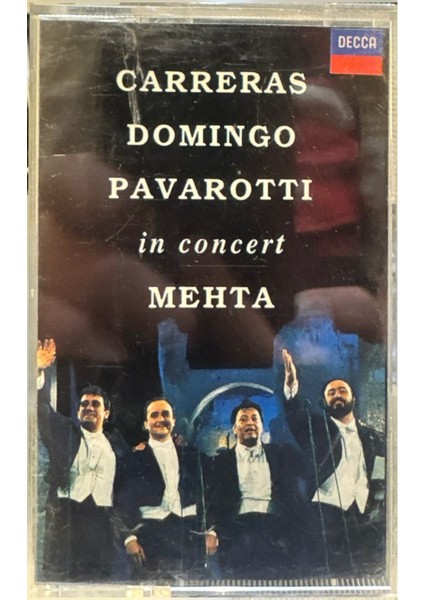 DECCA
CARRERAS
DOMINGO
PAVAROTTI
in concert
MEHTA